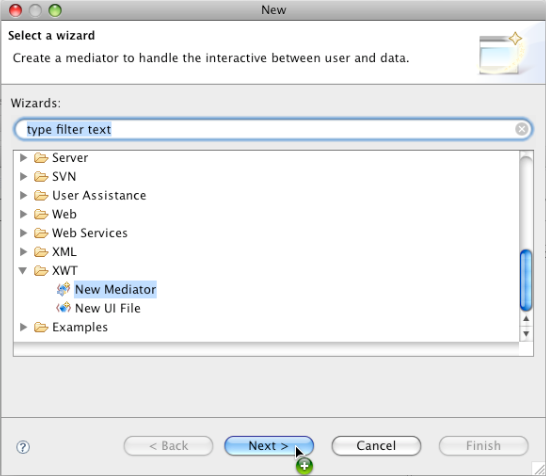 New
Select a wizard
Create a mediator to handle the interactive between user and data.
Wizards:
type filter text
Server
SVN
User Assistance
Web
Web Services
XML
XWT
New Mediator
New UI File
Examples
? < Back Next > Cancel Finish